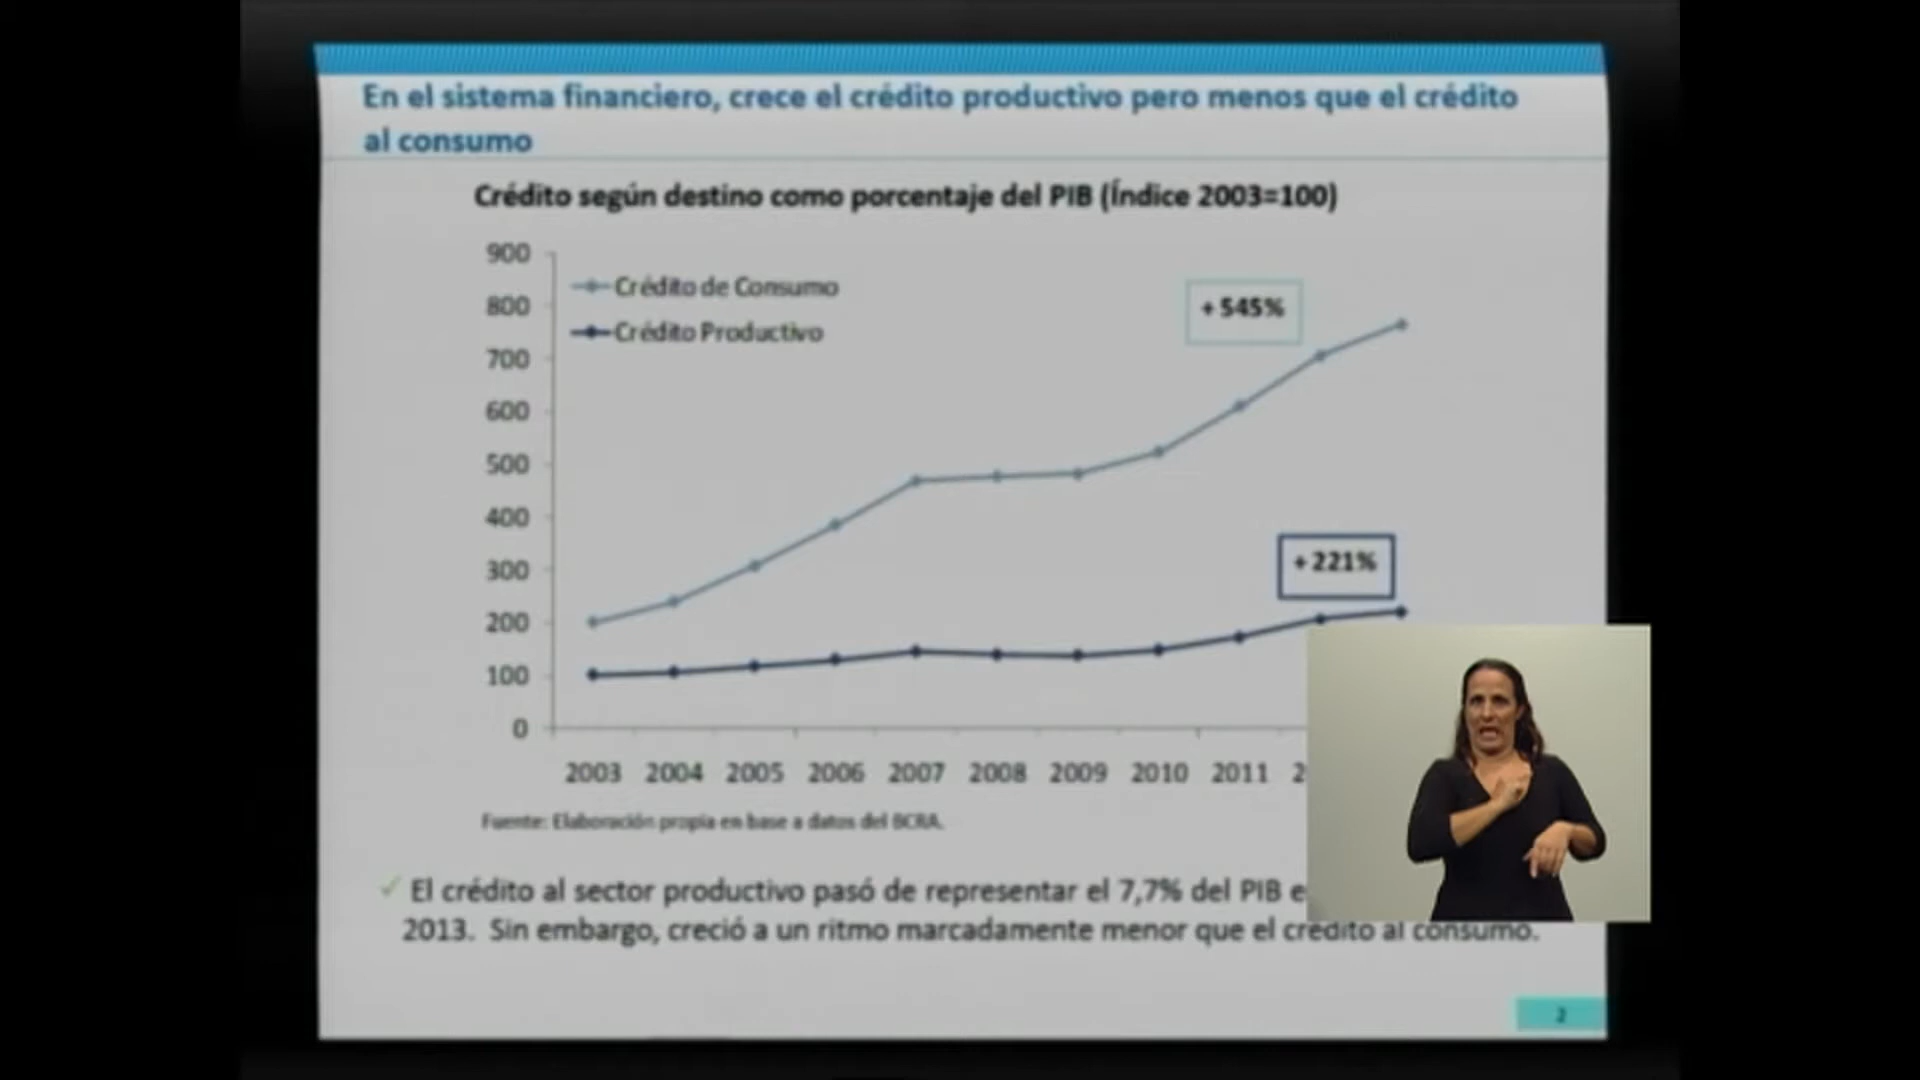 En el sistema financiero, crece el crédito productivo pero menos que el crédito
al consumo
Crédito según destino como porcentaje del PIB (Índice 2003=100)
900
800
700
600
500
400
300
200
100
0
Crédito de Consumo
Crédito Productivo
+ 545%
+ 221%
2003 2004 2005 2006 2007 2008 2009 2010 2011
Fuente: Elaboración propia en base a datos del BCRA.
✓ El crédito al sector productivo pasó de representar el 7,7% del PIB
2013. Sin embargo, creció a un ritmo marcadamente menor que el crédito al consumo.
2